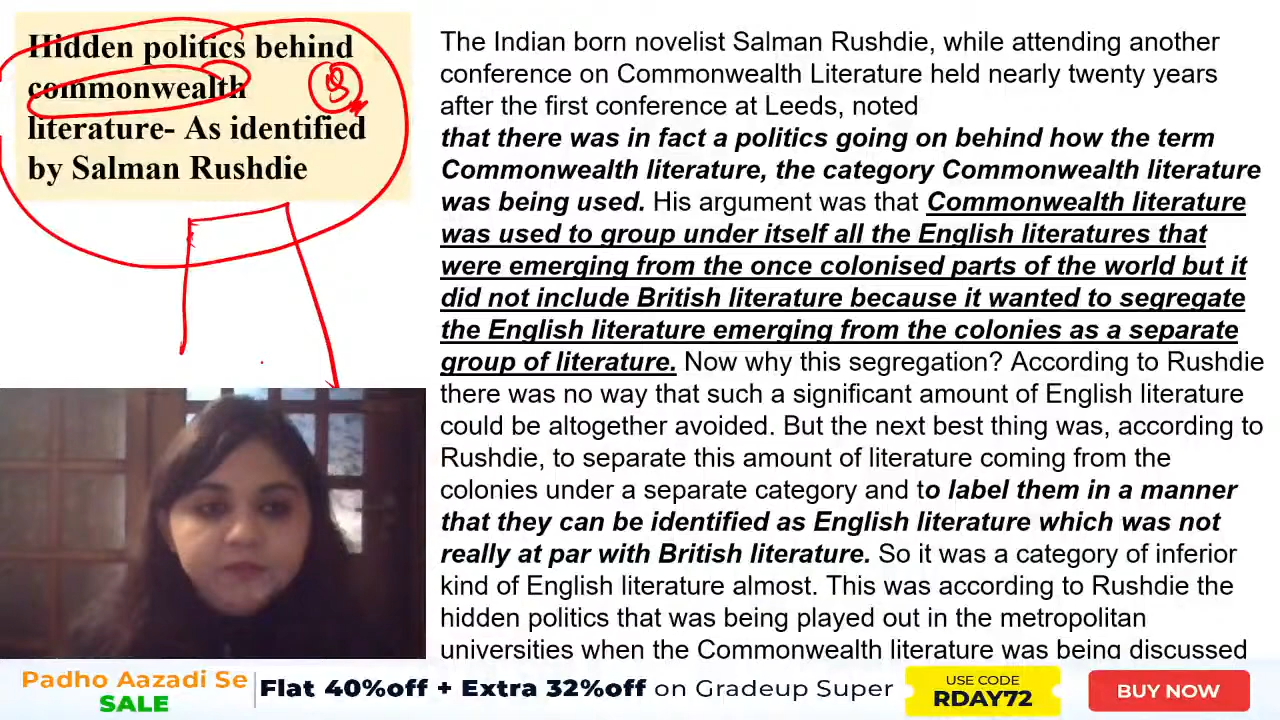 Hidden politics behind
commonwealth
literature- As identified
by Salman Rushdie
The Indian born novelist Salman Rushdie, while attending another
conference on Commonwealth Literature held nearly twenty years
after the first conference at Leeds, noted
that there was in fact a politics going on behind how the term
Commonwealth literature, the category Commonwealth literature
was being used. His argument was that Commonwealth literature
was used to group under itself all the English literatures that
were emerging from the once colonised parts of the world but it
did not include British literature because it wanted to segregate
the English literature emerging from the colonies as a separate
group of literature. Now why this segregation? According to Rushdie
there was no way that such a significant amount of English literature
could be altogether avoided. But the next best thing was, according to
Rushdie, to separate this amount of literature coming from the
colonies under a separate category and to label them in a manner
that they can be identified as English literature which was not
really at par with British literature. So it was a category of inferior
kind of English literature almost. This was according to Rushdie the
hidden politics that was being played out in the metropolitan
universities when the Commonwealth literature was being discussed
Padho Aazadi Se
SALE
Flat 40%off + Extra 32%off on Gradeup Super
USE CODE
RDAY72
BUY NOW